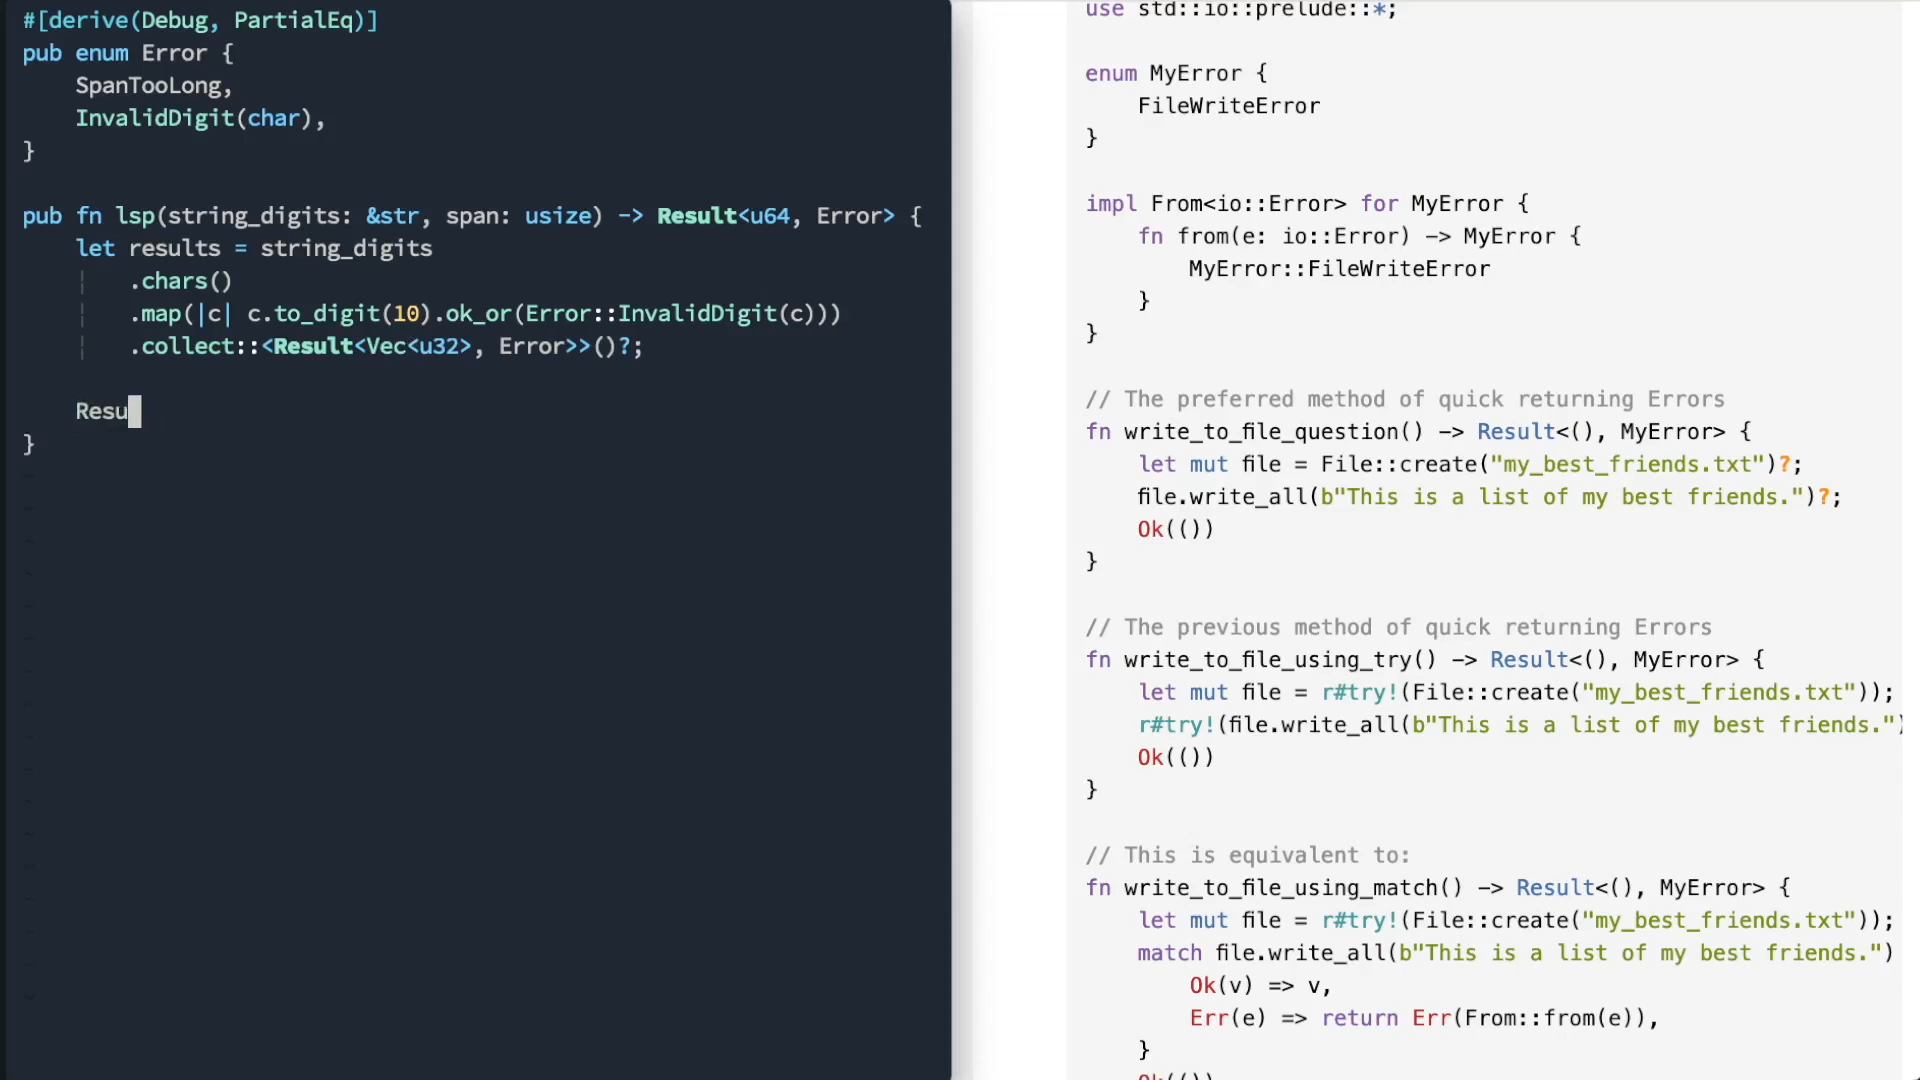 #[derive(Debug, PartialEq)]
pub enum Error {
    SpanTooLong,
    InvalidDigit(char),
}

pub fn lsp(string_digits: &str, span: usize) -> Result<u64, Error> {
    let results = string_digits
        .chars()
        .map(|c| c.to_digit(10).ok_or(Error::InvalidDigit(c)))
        .collect::<Result<Vec<u32>, Error>>()?;

    Resu
}

use std::io::prelude::*;

enum MyError {
    FileWriteError
}

impl From<io::Error> for MyError {
    fn from(e: io::Error) -> MyError {
        MyError::FileWriteError
    }
}

// The preferred method of quick returning Errors
fn write_to_file_question() -> Result<(), MyError> {
    let mut file = File::create("my_best_friends.txt")?;
    file.write_all(b"This is a list of my best friends.")?;
    Ok(())
}

// The previous method of quick returning Errors
fn write_to_file_using_try() -> Result<(), MyError> {
    let mut file = r#try!(File::create("my_best_friends.txt"));
    r#try!(file.write_all(b"This is a list of my best friends.")
    Ok(())
}

// This is equivalent to:
fn write_to_file_using_match() -> Result<(), MyError> {
    let mut file = r#try!(File::create("my_best_friends.txt"));
    match file.write_all(b"This is a list of my best friends.")
        Ok(v) => v,
        Err(e) => return Err(From::from(e)),
    }
    Ok(())